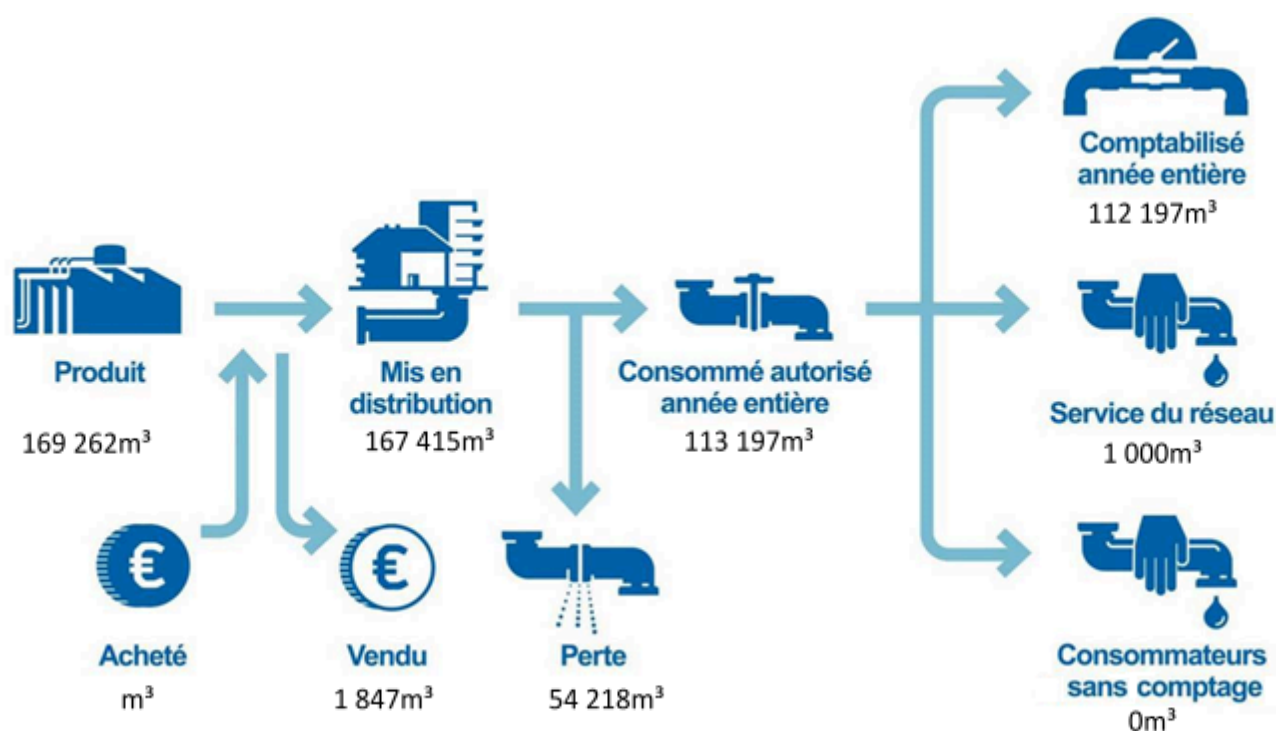 Comptabilisé
année entière
112 197m³
Produit
169 262m³
Mis en
distribution
167 415m³
Consommé autorisé
année entière
113 197m³
Service du réseau
1 000m³
€
Acheté
m³
€
Vendu
1 847m³
Perte
54 218m³
Consommateurs
sans comptage
0m³